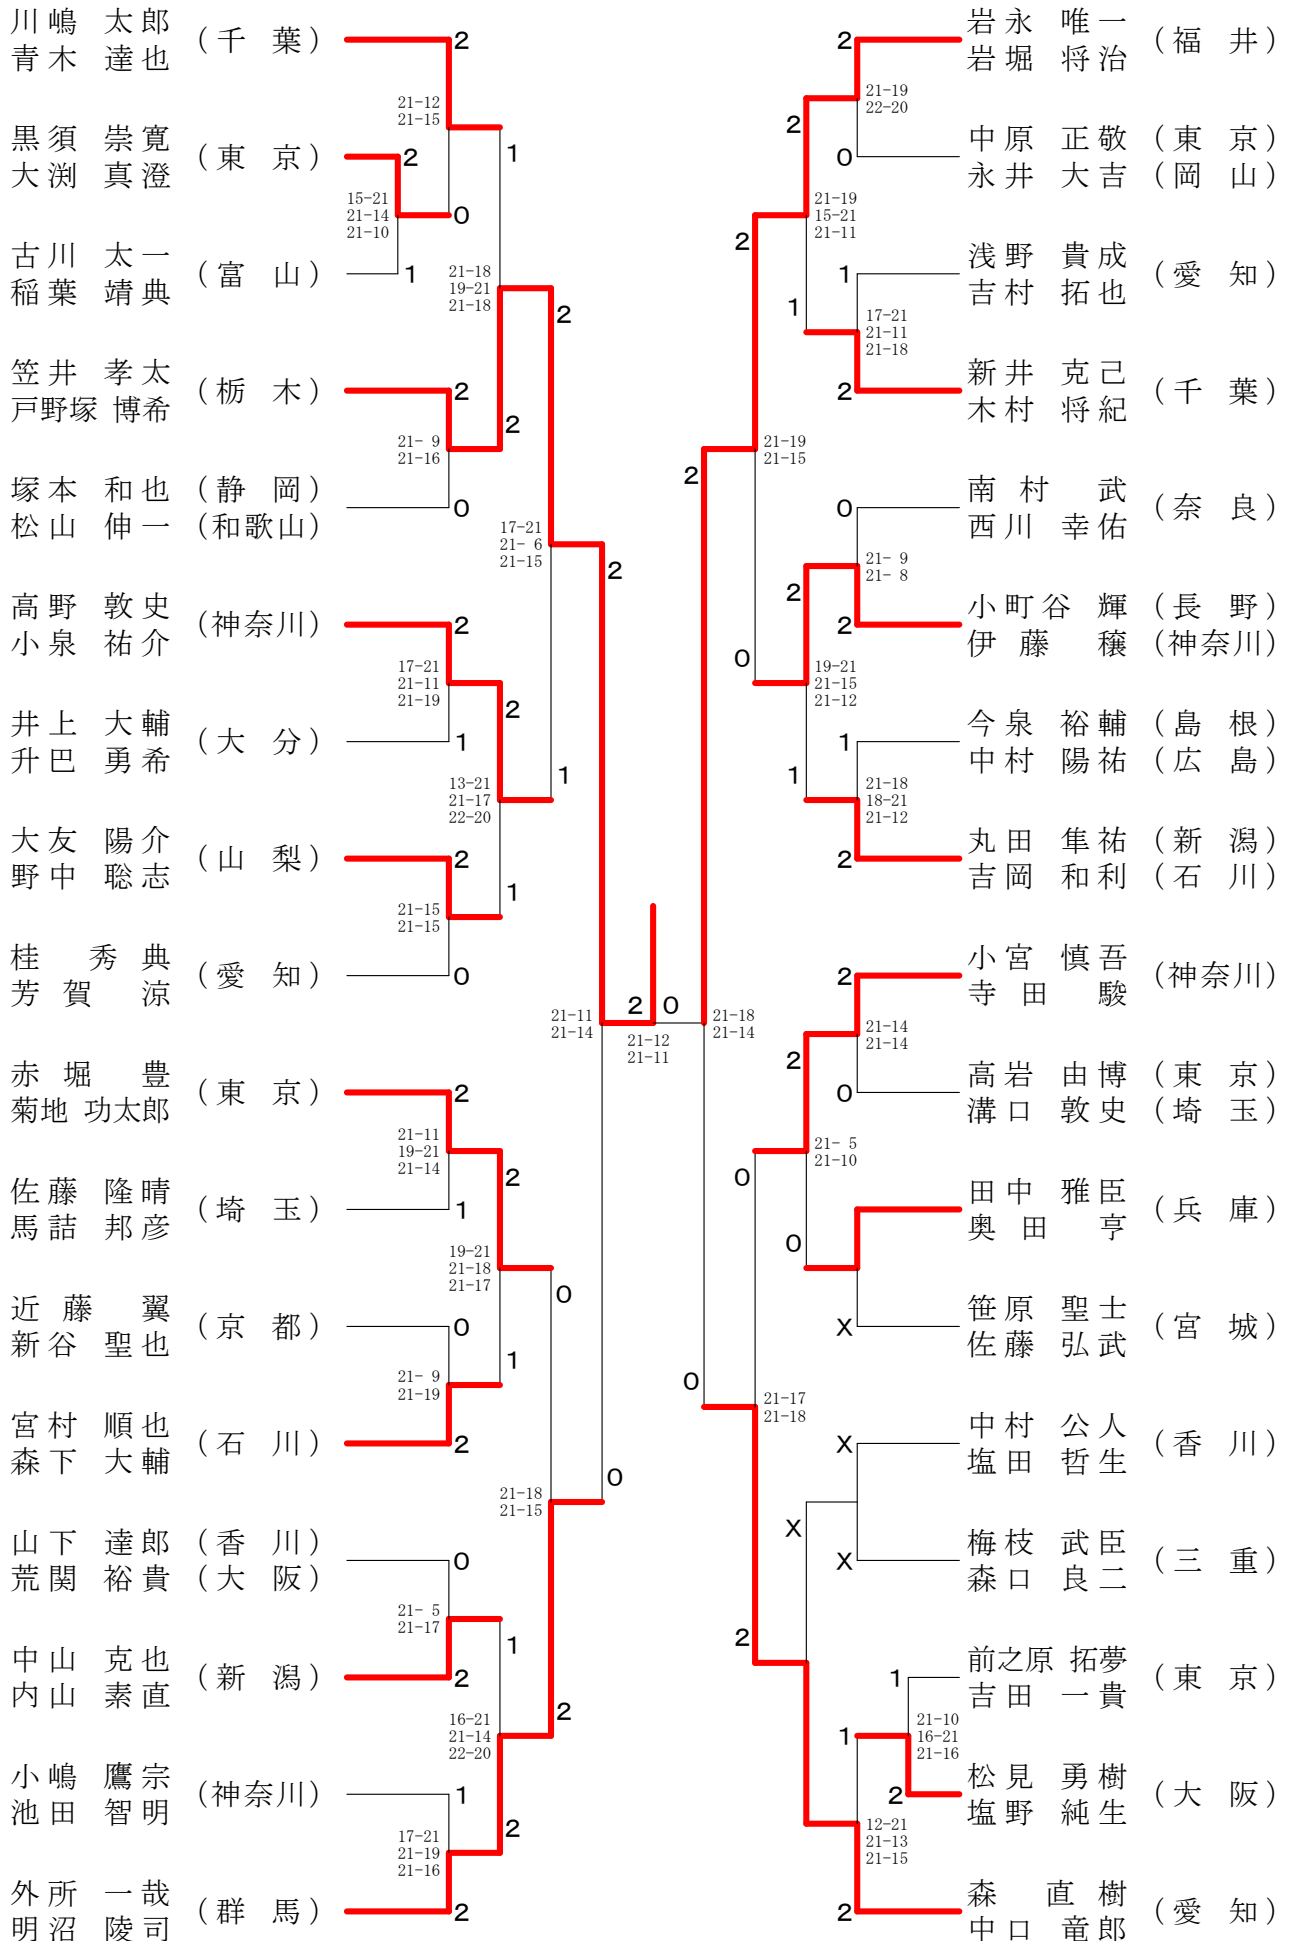 川嶋 太郎
青木 達也
(千葉)
2
21-12
21-15
1
黒須 崇寛
大渕 真澄
(東京)
2
15-21
21-14
21-10
0
古川 太一
稲葉 靖典
(富山)
1
21-18
19-21
21-18
2
笠井 孝太
戸野塚 博希
(栃木)
2
21- 9
21-16
2
塚本 和也 (静岡)
松山 伸一 (和歌山)
0
17-21
21- 6
21-15
2
高野 敦史
小泉 祐介
(神奈川)
2
17-21
21-11
21-19
2
井上 大輔
升巴 勇希
(大分)
1
13-21
21-17
22-20
1
大友 陽介
野中 聡志
(山梨)
2
21-15
21-15
1
桂 秀典
芳賀 涼
(愛知)
0
21-11
21-14
2
0
21-12
21-11
赤堀 豊
菊地 功太郎
(東京)
2
21-11
19-21
21-14
2
佐藤 隆晴
馬詰 邦彦
(埼玉)
1
19-21
21-18
21-17
0
近藤 翼
新谷 聖也
(京都)
0
21- 9
21-19
1
宮村 順也
森下 大輔
(石川)
2
21-18
21-15
0
山下 達郎 (香川)
荒関 裕貴 (大阪)
0
21- 5
21-17
1
中山 克也
内山 素直
(新潟)
2
16-21
21-14
22-20
2
小嶋 鷹宗
池田 智明
(神奈川)
1
17-21
21-19
21-16
2
外所 一哉
明沼 陵司
(群馬)
2
岩永 唯一
岩堀 将治
(福井)
2
21-19
22-20
2
中原 正敬 (東京)
永井 大吉 (岡山)
0
21-19
15-21
21-11
2
浅野 貴成
吉村 拓也
(愛知)
1
17-21
21-11
21-18
1
新井 克己
木村 将紀
(千葉)
2
21-19
21-15
2
南村 武
西川 幸佑
(奈良)
0
21- 9
21- 8
2
小町谷 輝 (長野)
伊藤 穣 (神奈川)
2
19-21
21-15
21-12
0
今泉 裕輔 (島根)
中村 陽祐 (広島)
1
21-18
18-21
21-12
1
丸田 隼祐 (新潟)
吉岡 和利 (石川)
2
21-18
21-14
小宮 慎吾
寺田 駿
(神奈川)
2
21-14
21-14
2
高岩 由博 (東京)
溝口 敦史 (埼玉)
0
21- 5
21-10
0
田中 雅臣
奥田 亨
(兵庫)
0
笹原 聖士
佐藤 弘武
(宮城)
X
0
21-17
21-18
中村 公人
塩田 哲生
(香川)
X
X
梅枝 武臣
森口 良二
(三重)
X
2
前之原 拓夢
吉田 一貴
(東京)
1
21-10
16-21
21-16
1
松見 勇樹
塩野 純生
(大阪)
2
12-21
21-13
21-15
森 直樹
中口 竜郎
(愛知)
2